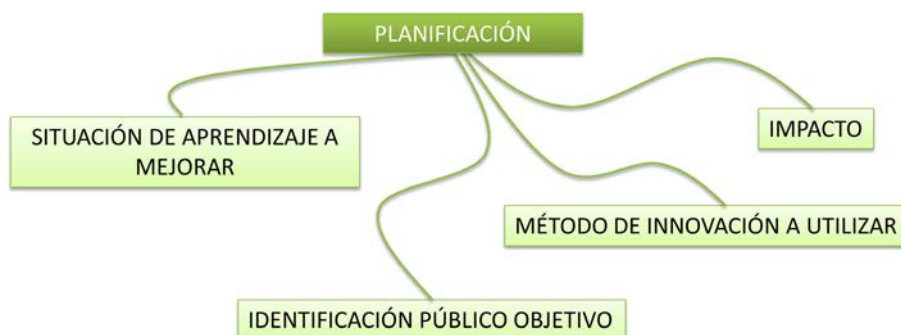 PLANIFICACIÓN
SITUACIÓN DE APRENDIZAJE A
MEJORAR
IMPACTO
MÉTODO DE INNOVACIÓN A UTILIZAR
IDENTIFICACIÓN PÚBLICO OBJETIVO